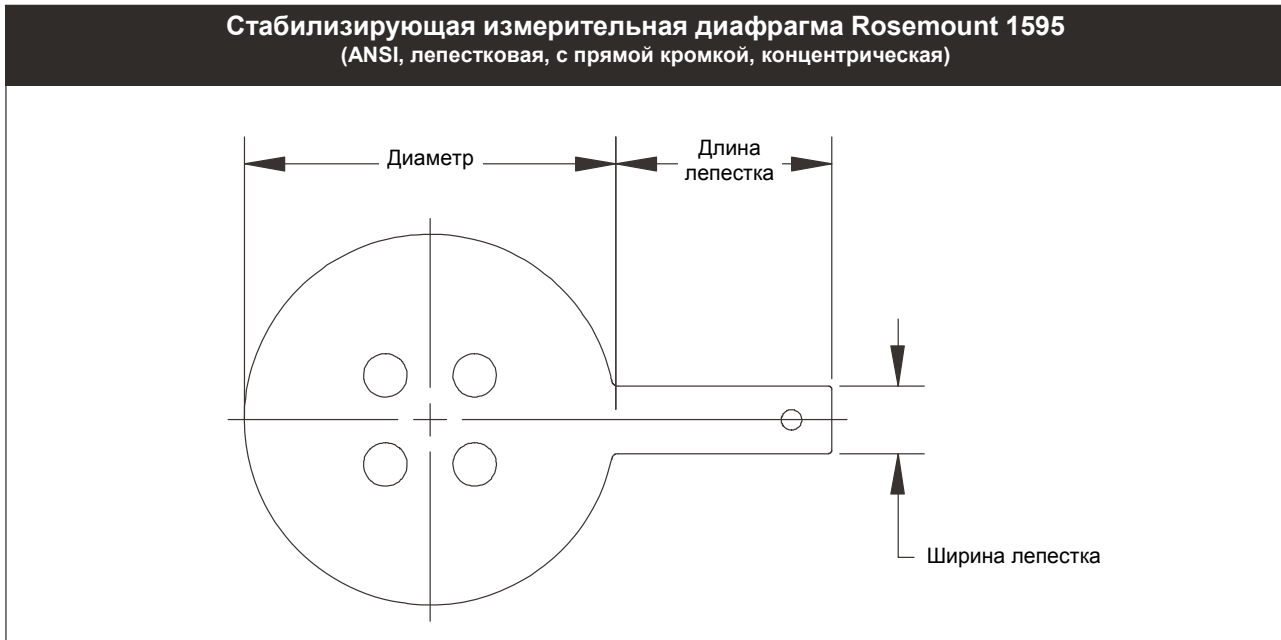 Стабилизирующая измерительная диафрагма Rosemount 1595
(ANSI, лепестковая, с прямой кромкой, концентрическая)
Диаметр
Длина
лепестка
Ширина лепестка